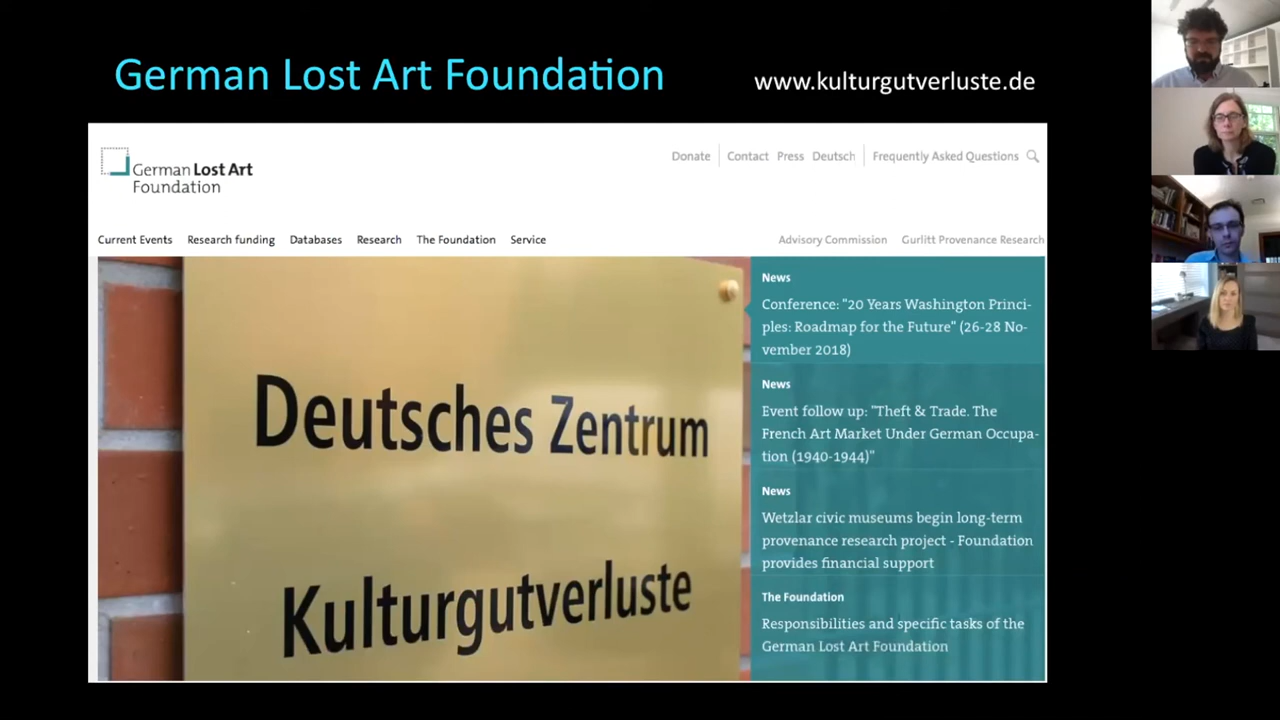 German Lost Art Foundation
www.kulturgutverluste.de
German Lost Art
Foundation
Donate
Contact
Press
Deutsch
Frequently Asked Questions
Current Events
Research funding
Databases
Research
The Foundation
Service
Advisory Commission
Gurlitt Provenance Research
Deutsches Zentrum
Kulturgutverluste
News
Conference: "20 Years Washington Princi-
ples: Roadmap for the Future" (26-28 No-
vember 2018)
News
Event follow up: "Theft & Trade. The
French Art Market Under German Occupa-
tion (1940-1944)"
News
Wetzlar civic museums begin long-term
provenance research project - Foundation
provides financial support
The Foundation
Responsibilities and specific tasks of the
German Lost Art Foundation